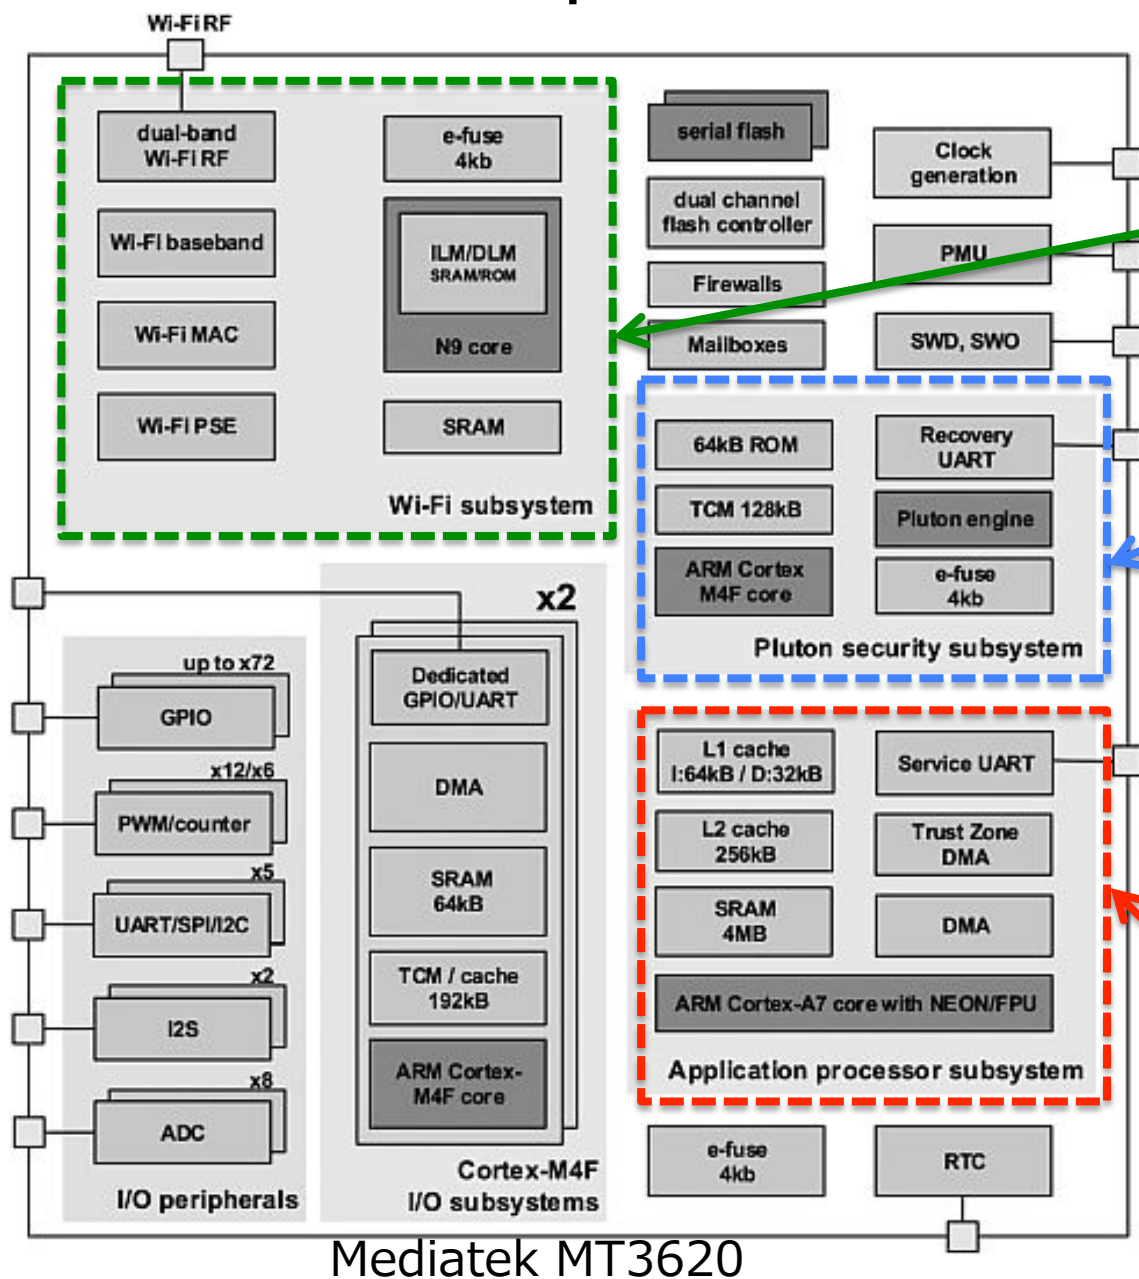 Wi-Fi RF
dual-band
Wi-Fi RF
Wi-Fi baseband
Wi-Fi MAC
Wi-Fi PSE
e-fuse
4kb
ILM/DLM
SRAM/ROM
N9 core
SRAM
Wi-Fi subsystem
serial flash
dual channel
flash controller
Firewalls
Mailboxes
Clock
generation
PMU
SWD, SWO
64kB ROM
TCM 128kB
ARM Cortex
M4F core
Recovery
UART
Pluton engine
e-fuse
4kb
Pluton security subsystem
up to x72
GPIO
x12/x6
PWM/counter
x5
UART/SPI/I2C
x2
I2S
x8
ADC
I/O peripherals
x2
Dedicated
GPIO/UART
DMA
SRAM
64kB
TCM / cache
192kB
ARM Cortex-
M4F core
Cortex-M4F
I/O subsystems
L1 cache
I:64kB / D:32kB
L2 cache
256kB
SRAM
4MB
Service UART
Trust Zone
DMA
DMA
ARM Cortex-A7 core with NEON/FPU
Application processor subsystem
e-fuse
4kb
RTC
Mediatek MT3620